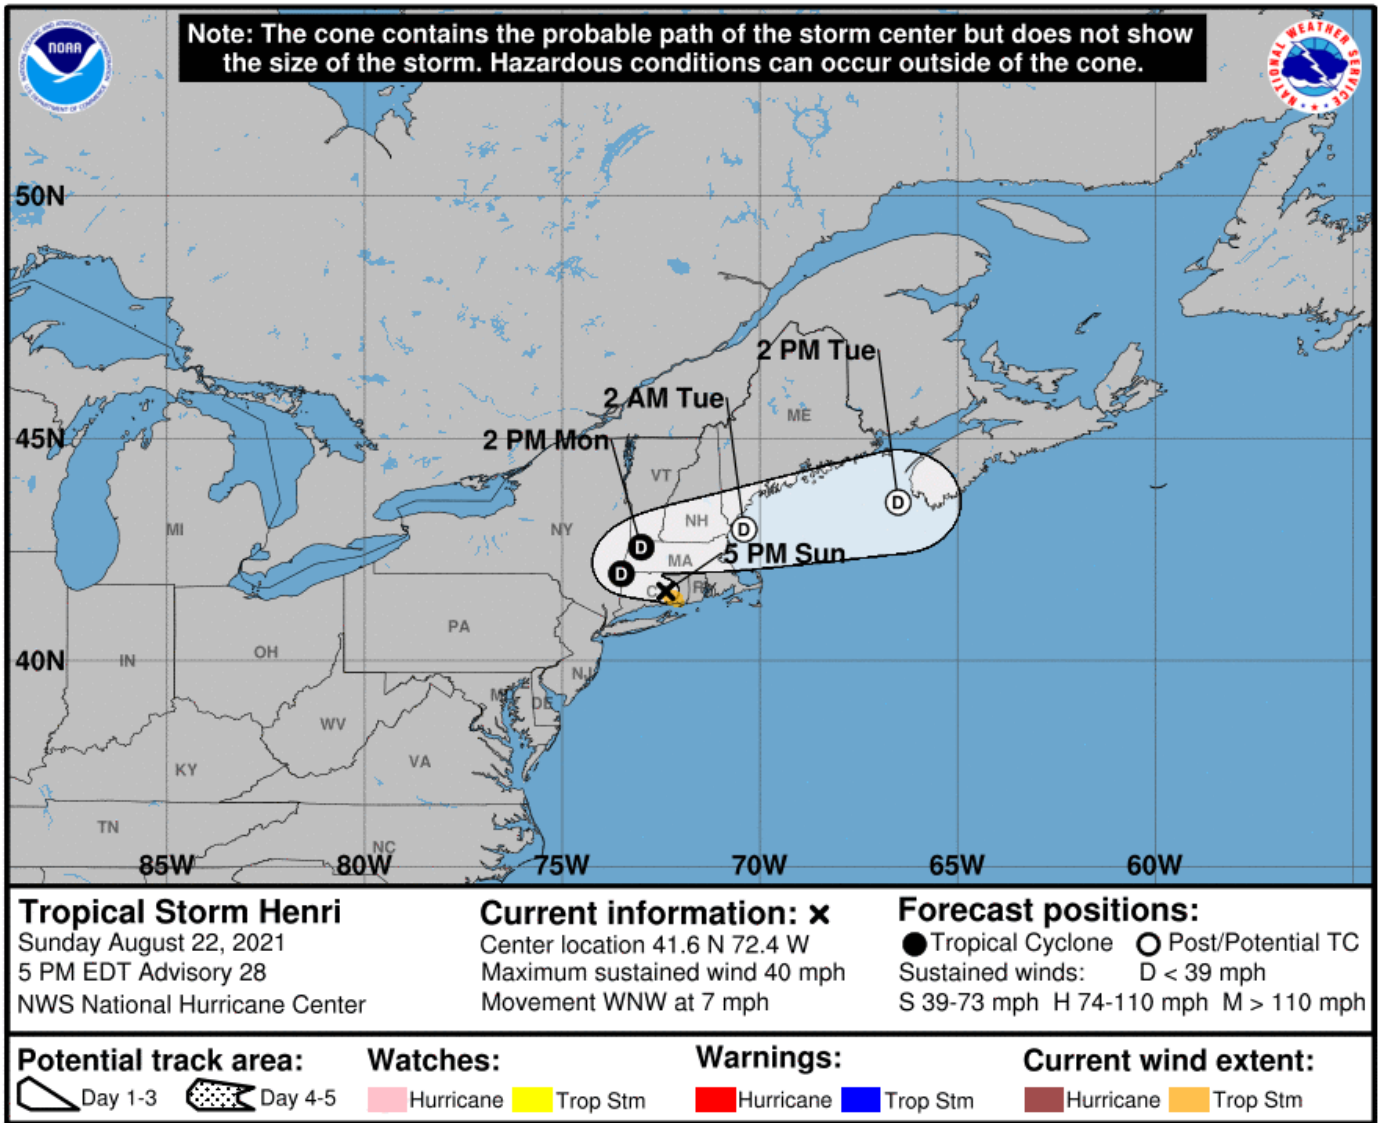 Note: The cone contains the probable path of the storm center but does not show
the size of the storm. Hazardous conditions can occur outside of the cone.
NOAA
NATIONAL WEATHER SERVICE
50N
2 PM Tue
2 AM Tue
ME
45N
2 PM Mon
VT
D
MI
NY
NH
D
D
5 PM Sun
MA
D
C
R
PA
40N
IN
OH
NJ
M
DE
WV
VA
KY
TN
NC
85W 80W 75W 70W 65W 60W
Tropical Storm Henri
Sunday August 22, 2021
5 PM EDT Advisory 28
NWS National Hurricane Center
Current information: x
Center location 41.6 N 72.4 W
Maximum sustained wind 40 mph
Movement WNW at 7 mph
Forecast positions:
Tropical Cyclone Post/Potential TC
Sustained winds: D < 39 mph
S 39-73 mph H 74-110 mph M > 110 mph
Potential track area:
Day 1-3 Day 4-5
Watches:
Hurricane Trop Stm
Warnings:
Hurricane Trop Stm
Current wind extent:
Hurricane Trop Stm